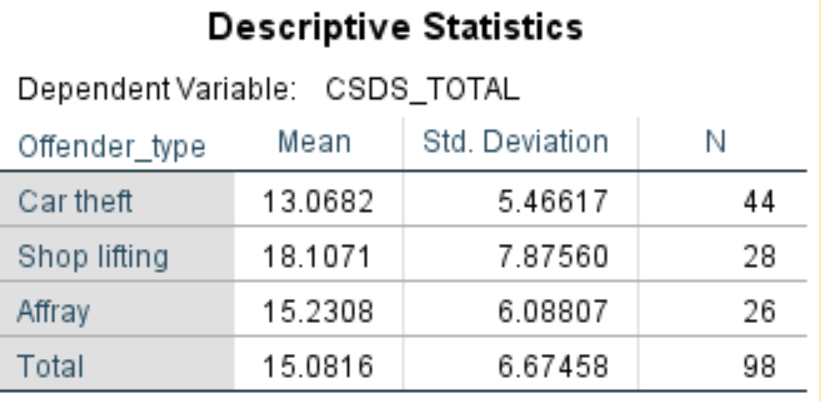 Descriptive Statistics
Dependent Variable: CSDS_TOTAL
Offender_type Mean Std. Deviation N
Car theft 13.0682 5.46617 44
Shop lifting 18.1071 7.87560 28
Affray 15.2308 6.08807 26
Total 15.0816 6.67458 98